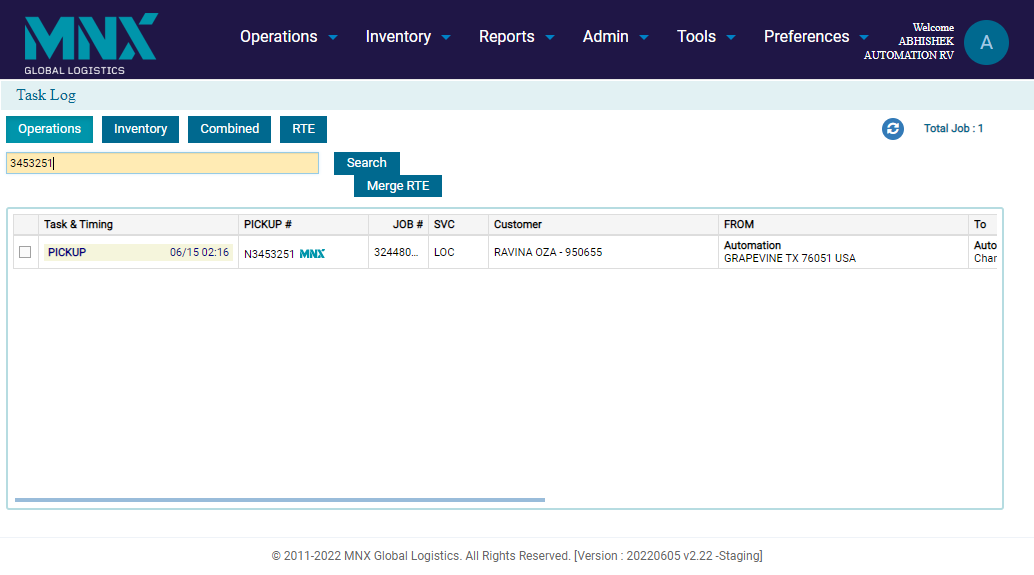 MNX
GLOBAL LOGISTICS
Operations Inventory Reports Admin Tools Preferences
Welcome
ABHISHEK
AUTOMATION RV
A
Task Log
Operations Inventory Combined RTE
Total Job : 1
3453251 Search
Merge RTE
Task & Timing PICKUP # JOB # SVC Customer FROM To
PICKUP 06/15 02:16 N3453251 MNX 324480... LOC RAVINA OZA - 950655 Automation Auto
GRAPEVINE TX 76051 USA Char
© 2011-2022 MNX Global Logistics. All Rights Reserved. [Version : 20220605 v2.22 -Staging]